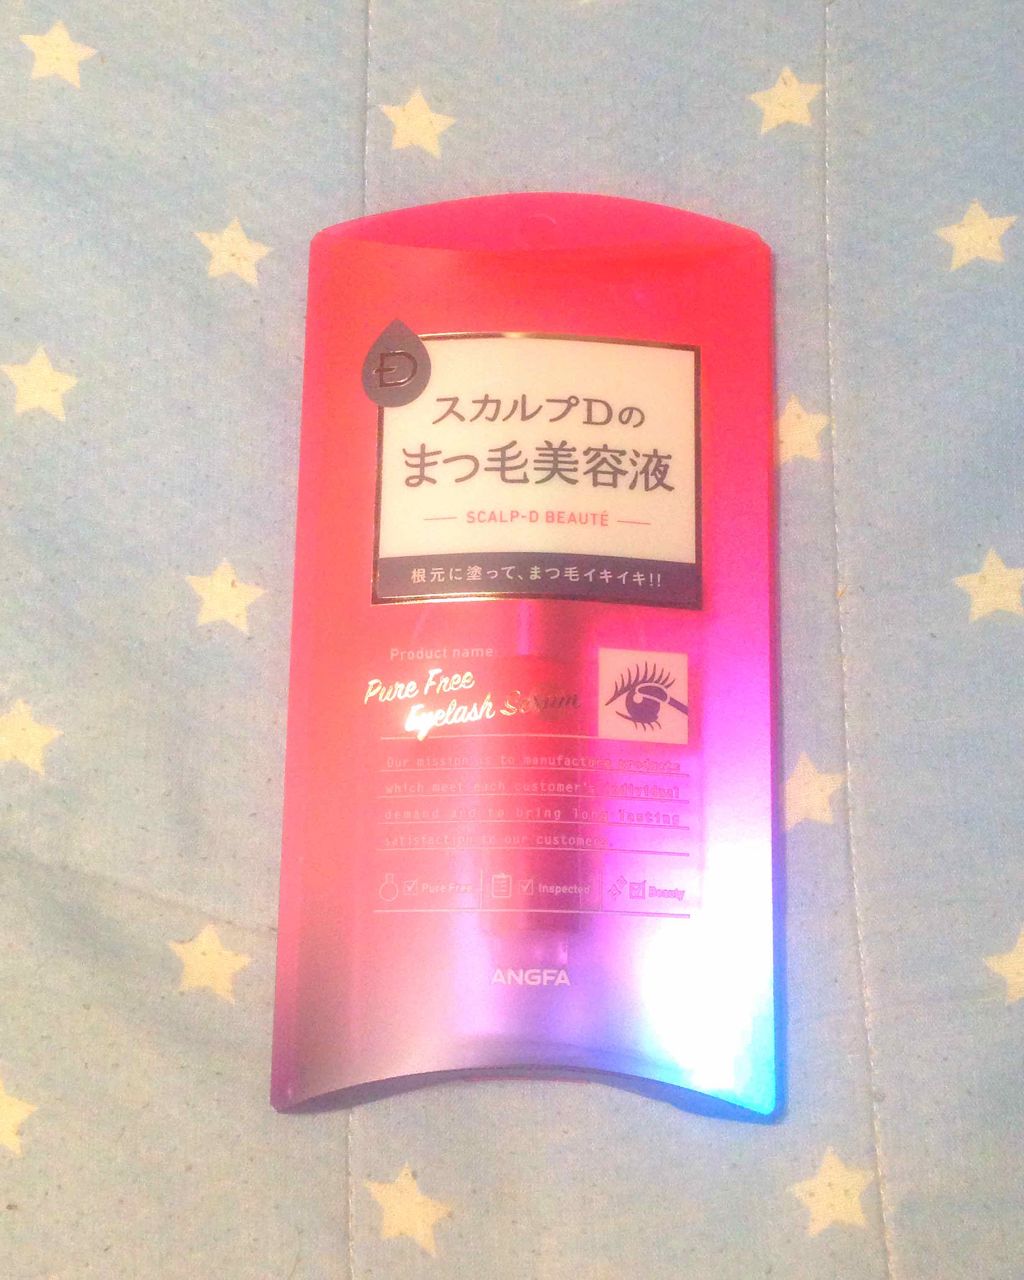 D
スカルプDの
まつ毛美容液
SCALP-D BEAUTÉ
根元に塗って、まつ毛イキイキ!!
Product name
Pure Free
Eyelash Serum
Our mission is to manufacture products
which meet each customer's individual
demand and to bring long-lasting
satisfaction to our customers.
Pure Free
Inspected
Beauty
ANGFA